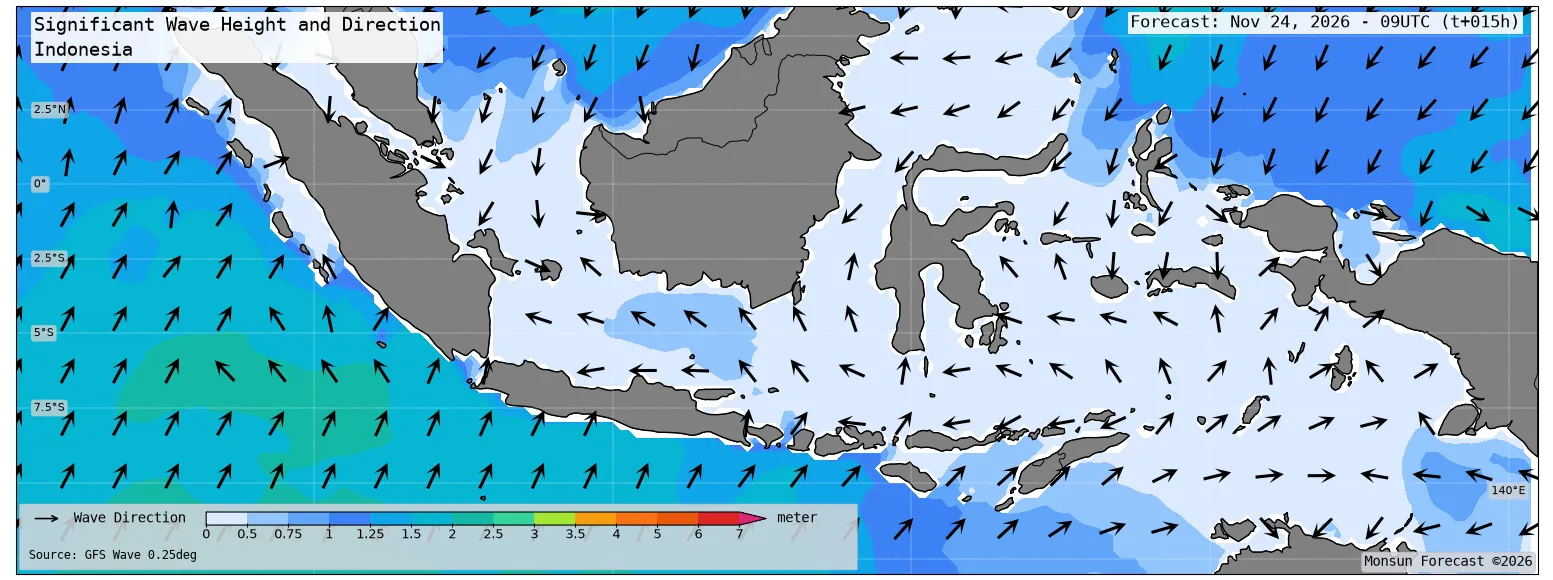 Significant Wave Height and Direction
Indonesia
Forecast: Nov 24, 2026 - 09UTC (t+015h)
2.5°N
0°
2.5°S
5°S
7.5°S
140°E
Wave Direction
meter
0 0.5 0.75 1 1.25 1.5 2 2.5 3 3.5 4 5 6 7
Source: GFS Wave 0.25deg
Monsun Forecast ©2026